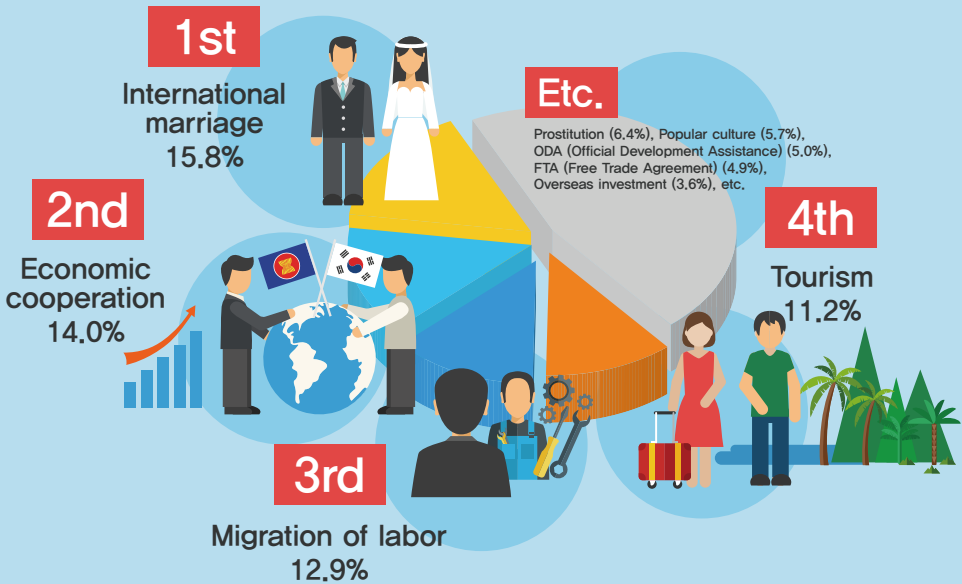 1st
International
marriage
15.8%
Etc.
Prostitution (6.4%), Popular culture (5.7%),
ODA (Official Development Assistance) (5.0%),
FTA (Free Trade Agreement) (4.9%),
Overseas investment (3.6%), etc.
2nd
Economic
cooperation
14.0%
4th
Tourism
11.2%
3rd
Migration of labor
12.9%